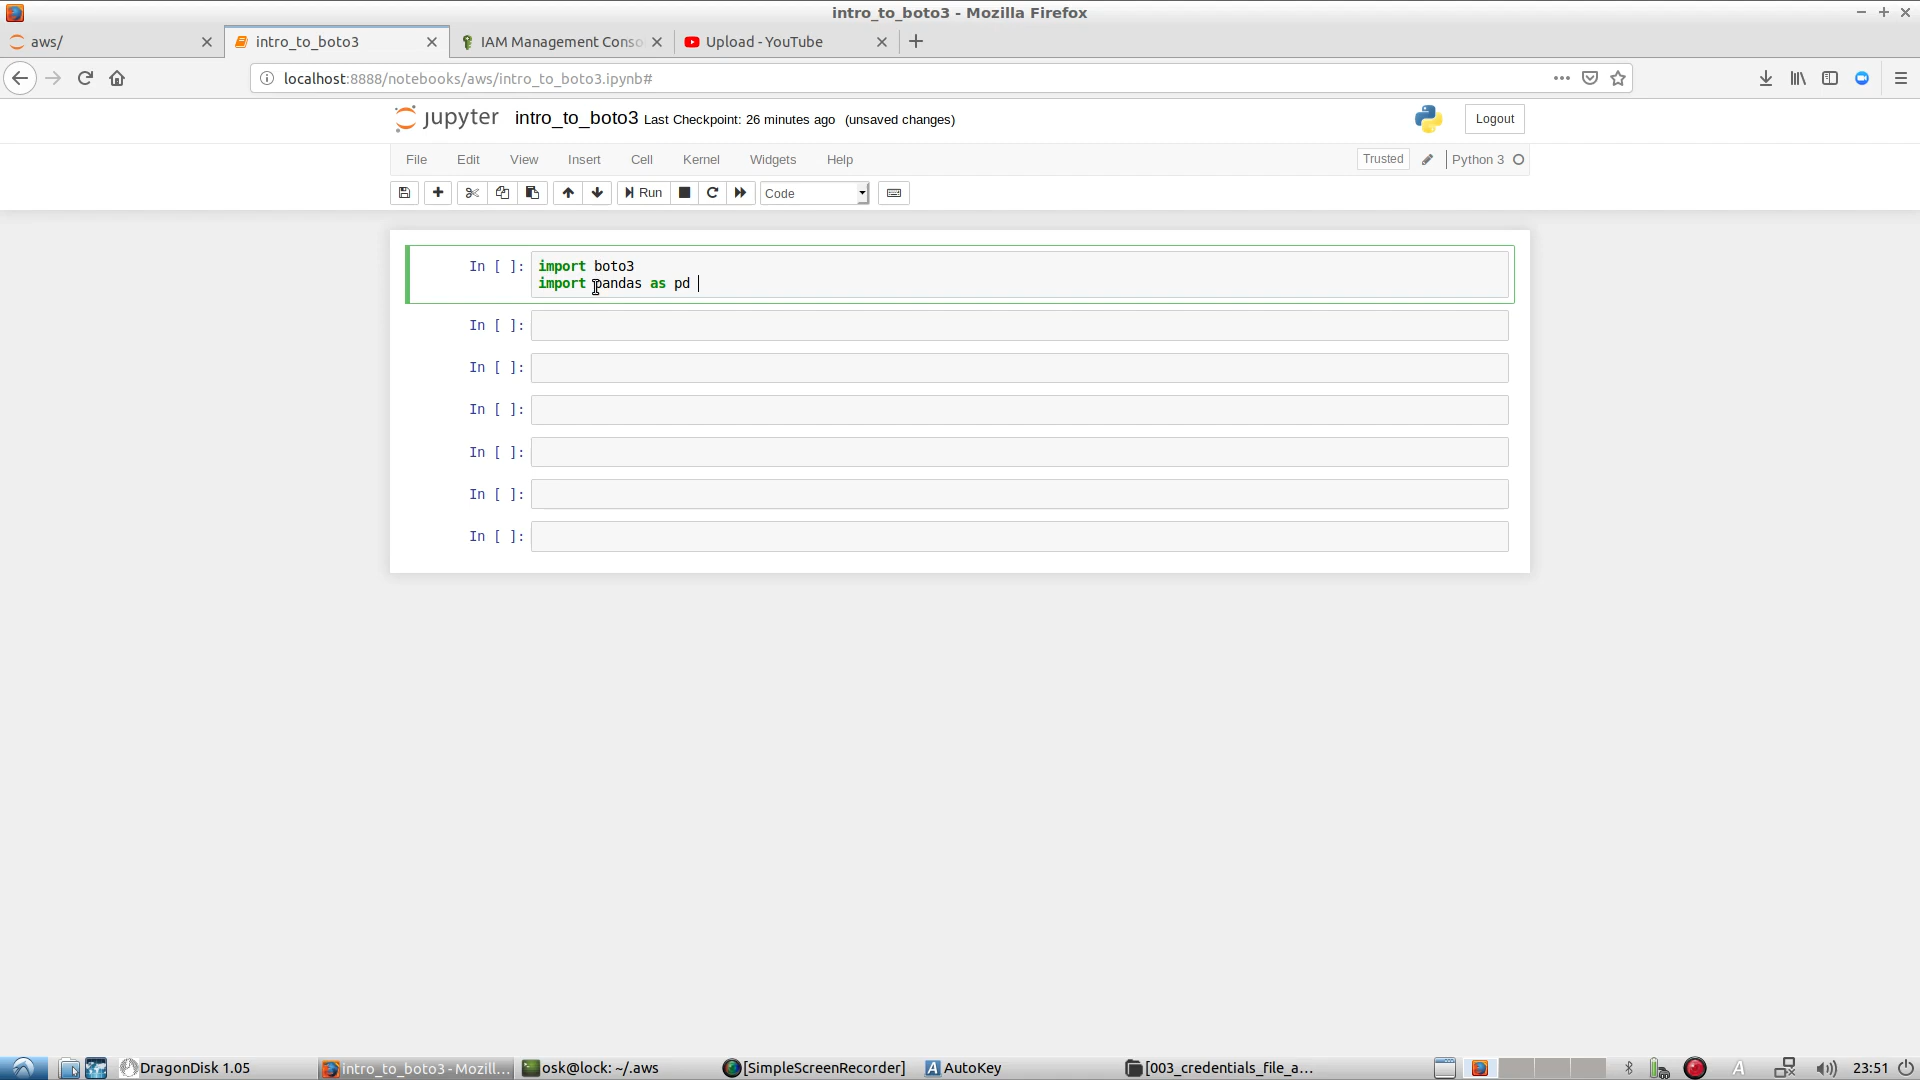 intro_to_boto3 - Mozilla Firefox
aws/
intro_to_boto3
IAM Management Conso
Upload - YouTube
localhost:8888/notebooks/aws/intro_to_boto3.ipynb#
jupyter intro_to_boto3 Last Checkpoint: 26 minutes ago (unsaved changes)
Logout
File Edit View Insert Cell Kernel Widgets Help
Trusted
Python 3
Run
Code
In [ ]: import boto3
import pandas as pd
In [ ]:
In [ ]:
In [ ]:
In [ ]:
In [ ]:
In [ ]:
DragonDisk 1.05
intro_to_boto3 - Mozill...
osk@lock: ~/.aws
[SimpleScreenRecorder]
AutoKey
[003_credentials_file_a...
23:51